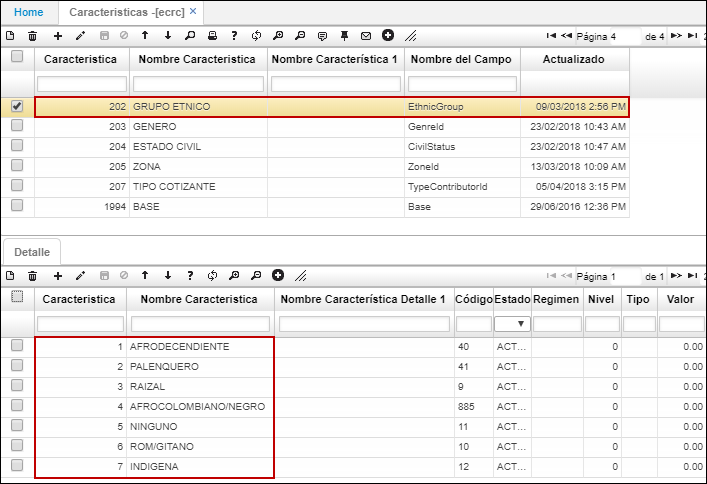 Home Caracteristicas -[ecrc] ×
Página 4 de 4
Caracteristica Nombre Caracteristica Nombre Característica 1 Nombre del Campo Actualizado
202 GRUPO ETNICO EthnicGroup 09/03/2018 2:56 PM
203 GENERO GenreId 23/02/2018 10:43 AM
204 ESTADO CIVIL CivilStatus 23/02/2018 10:47 AM
205 ZONA ZoneId 13/03/2018 10:09 AM
207 TIPO COTIZANTE TypeContributorId 05/04/2018 3:15 PM
1994 BASE Base 29/06/2016 12:36 PM
Detalle
Página 1 de 1
Caracteristica Nombre Caracteristica Nombre Característica Detalle 1 Código Estado Regimen Nivel Tipo Valor
1 AFRODECENDIENTE 40 ACT... 0 0.00
2 PALENQUERO 41 ACT... 0 0.00
3 RAIZAL 9 ACT... 0 0.00
4 AFROCOLOMBIANO/NEGRO 885 ACT... 0 0.00
5 NINGUNO 11 ACT... 0 0.00
6 ROM/GITANO 10 ACT... 0 0.00
7 INDIGENA 12 ACT... 0 0.00